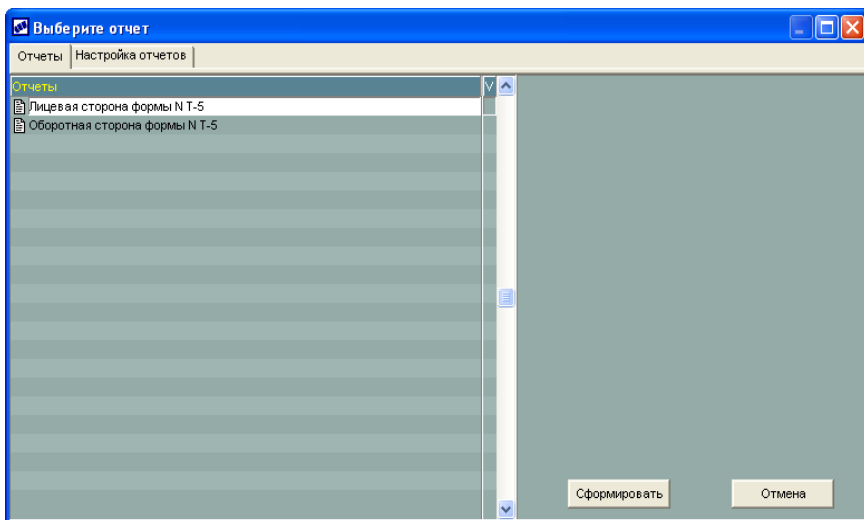 Выберите отчет
Отчеты Настройка отчетов
Отчеты V
Лицевая сторона формы N Т-5
Оборотная сторона формы N Т-5
Сформировать Отмена